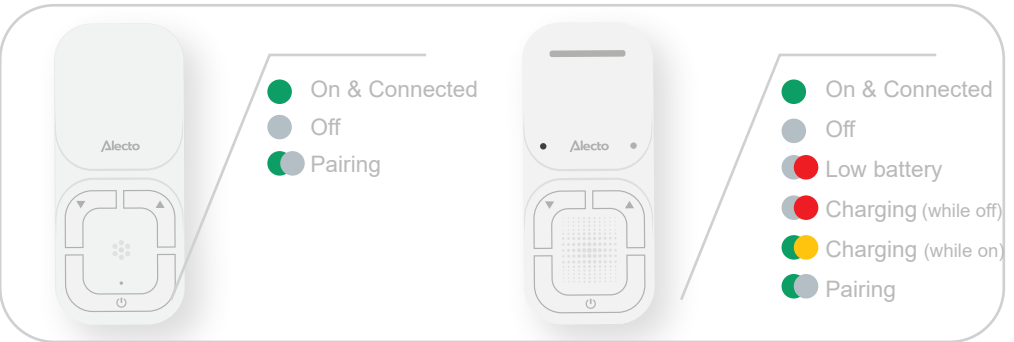 Alecto
On & Connected
Off
Pairing
Alecto
On & Connected
Off
Low battery
Charging (while off)
Charging (while on)
Pairing